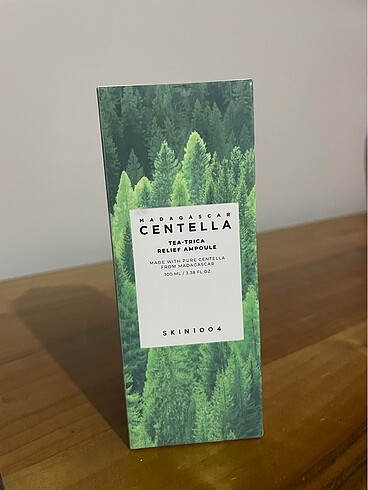 MADAGASCAR
CENTELLA
TEA-TRICA
RELIEF AMPOULE
MADE WITH PURE CENTELLA
FROM MADAGASCAR
100 ML / 3.38 FL.OZ
SKIN1004